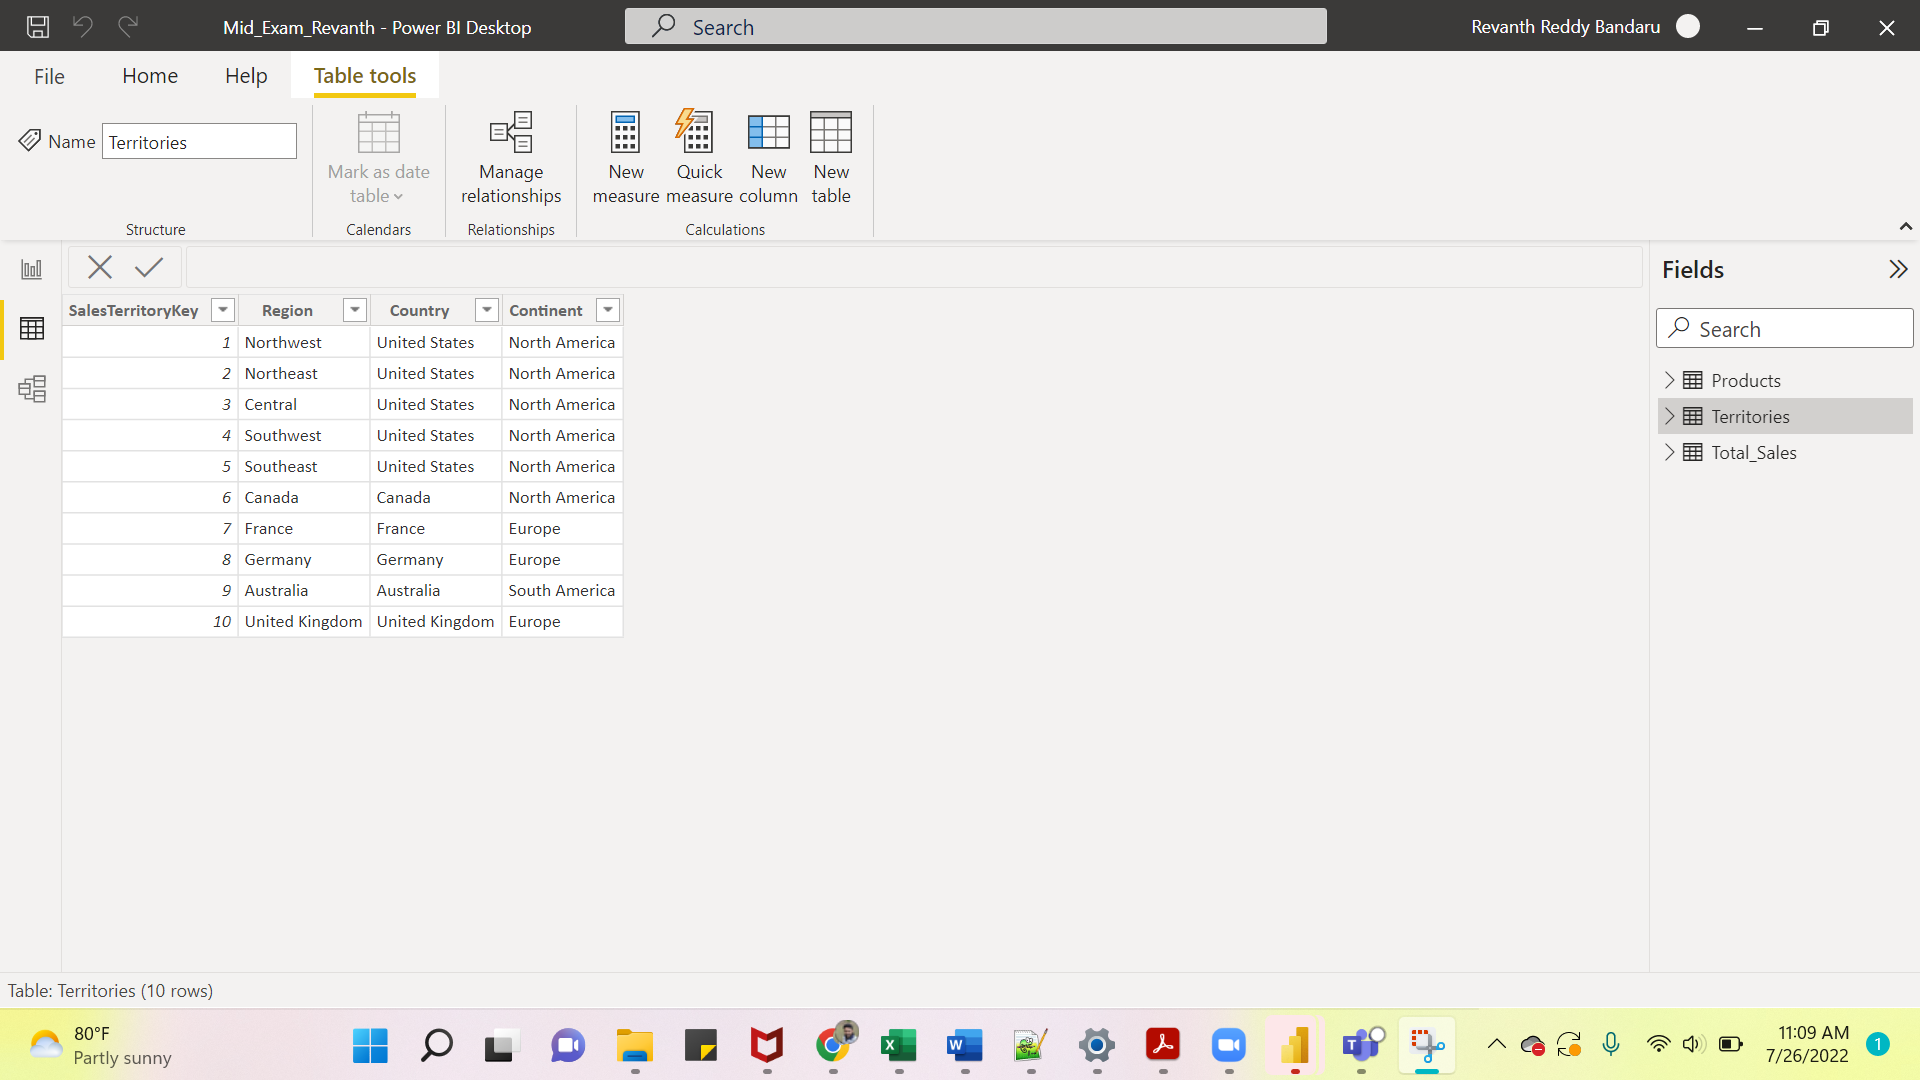 Mid_Exam_Revanth - Power BI Desktop
Search
Revanth Reddy Bandaru
File Home Help Table tools
Name Territories
Mark as date table
Manage relationships
New measure
Quick measure
New column
New table
Structure Calendars Relationships Calculations
Fields
Search
Products
Territories
Total_Sales
SalesTerritoryKey Region Country Continent
1 Northwest United States North America
2 Northeast United States North America
3 Central United States North America
4 Southwest United States North America
5 Southeast United States North America
6 Canada Canada North America
7 France France Europe
8 Germany Germany Europe
9 Australia Australia South America
10 United Kingdom United Kingdom Europe
Table: Territories (10 rows)
80°F
Partly sunny
11:09 AM
7/26/2022
1